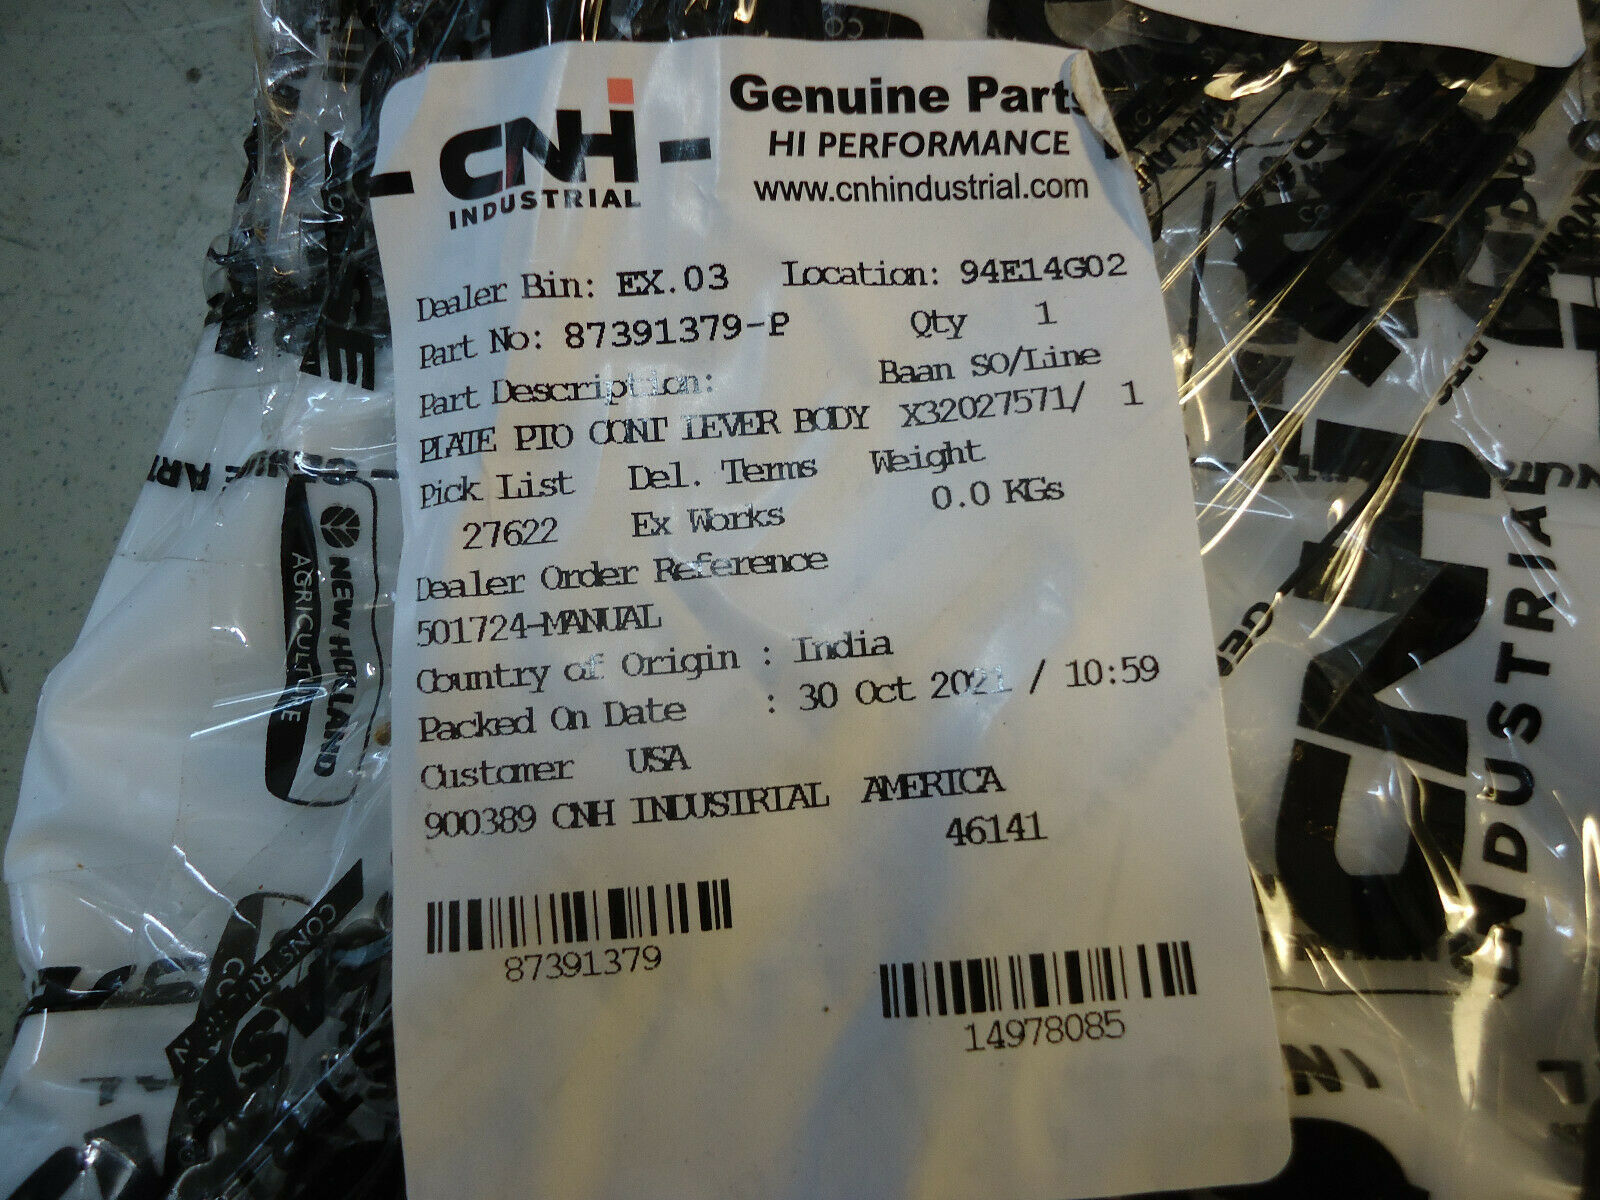 CNH
INDUSTRIAL
Genuine Parts
HI PERFORMANCE
www.cnhindustrial.com
Dealer Bin: EX.03 Location: 94E14G02
Part No: 87391379-P Qty 1
Part Description: Baan SO/Line
PLATE PTO CONT LEVER BODY X32027571/ 1
Pick List Del. Terms Weight
27622 Ex Works 0.0 KGs
Dealer Order Reference
501724-MANUAL
Country of Origin : India
Packed On Date : 30 Oct 2021 / 10:59
Customer USA
900389 CNH INDUSTRIAL AMERICA
46141
87391379
14978085
NEW HOLLAND
AGRICULTURE
CNH
INDUSTRIAL